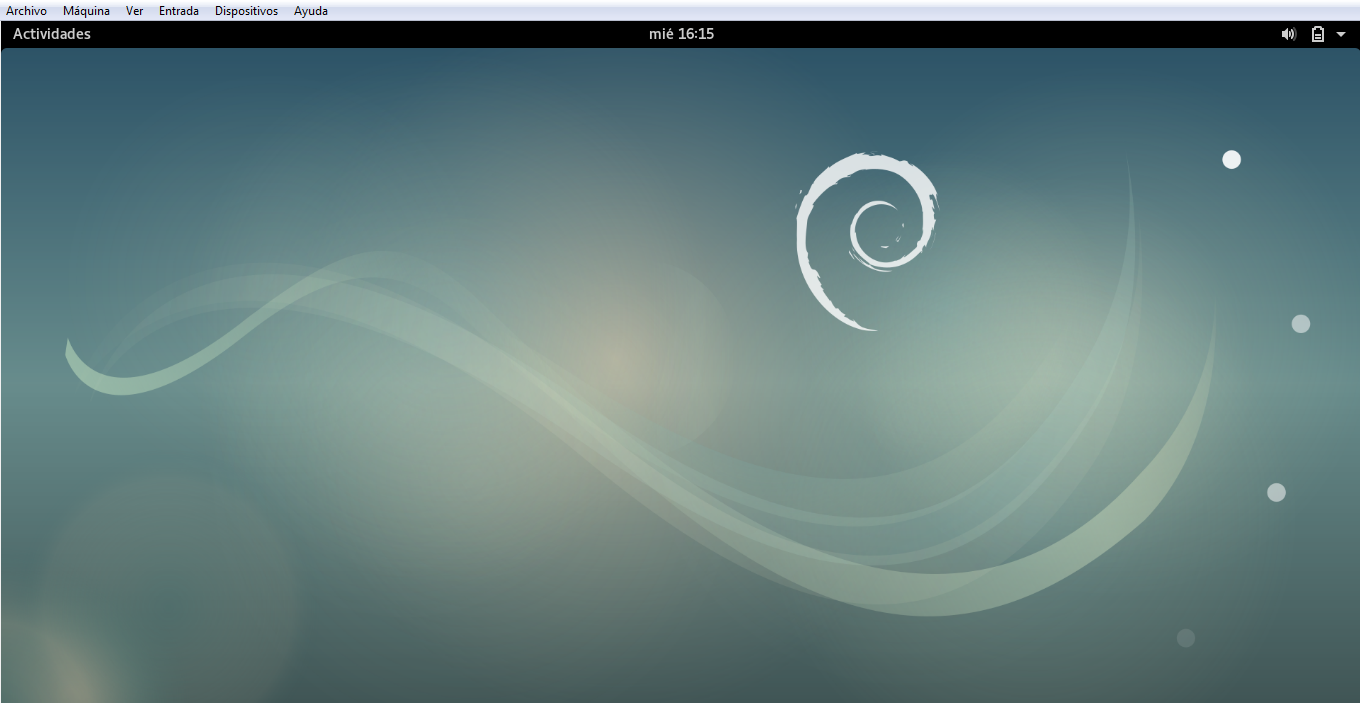 Archivo Máquina Ver Entrada Dispositivos Ayuda
Actividades mié 16:15